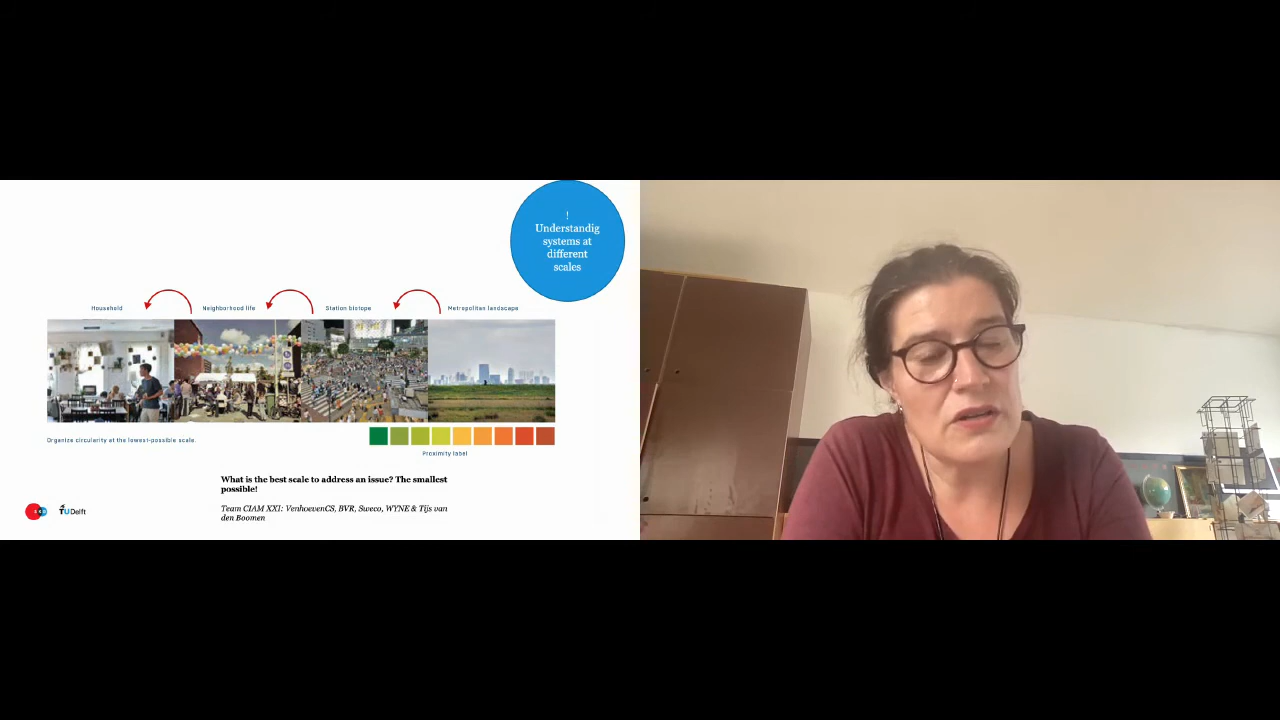 !
Understandig
systems at
different
scales
Household
Neighborhood life
Station biotope
Metropolitan landscape
Organize circularity at the lowest-possible scale.
Proximity label
What is the best scale to address an issue? The smallest
possible!
Team CIAM XXI: VenhoevenCS, BVR, Sweco, WYNE & Tijs van
den Boomen
TUDelft